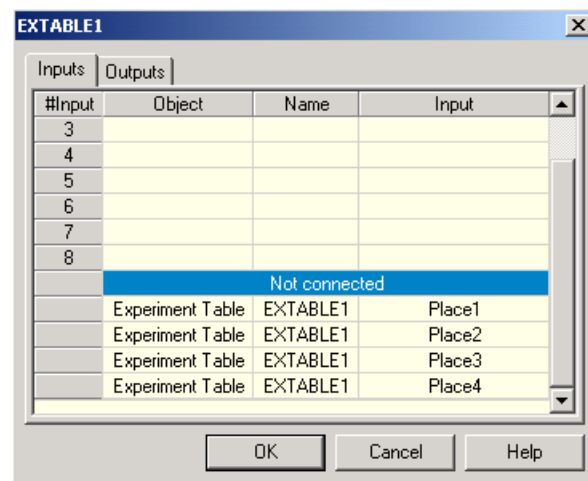 EXTABLE1
Inputs Outputs
#Input Object Name Input
3
4
5
6
7
8
Not connected
Experiment Table EXTABLE1 Place1
Experiment Table EXTABLE1 Place2
Experiment Table EXTABLE1 Place3
Experiment Table EXTABLE1 Place4
OK Cancel Help